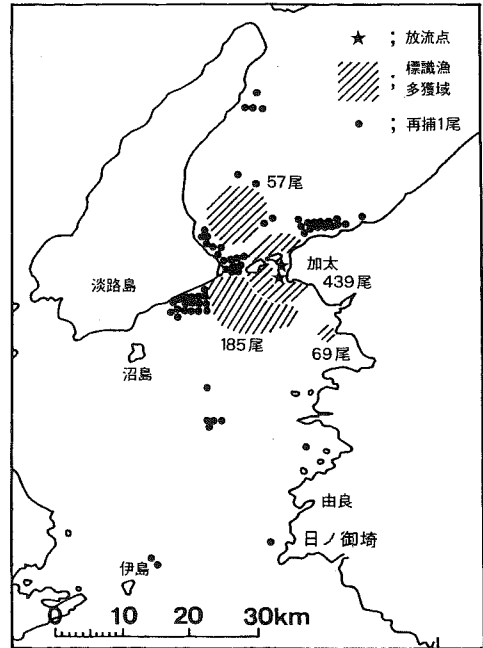 ★ ; 放流点
標識漁
多獲域
;
● ; 再捕1尾
57尾
加太
439尾
淡路島
185尾
69尾
沼島
由良
日ノ御埼
伊島
0 10 20 30km